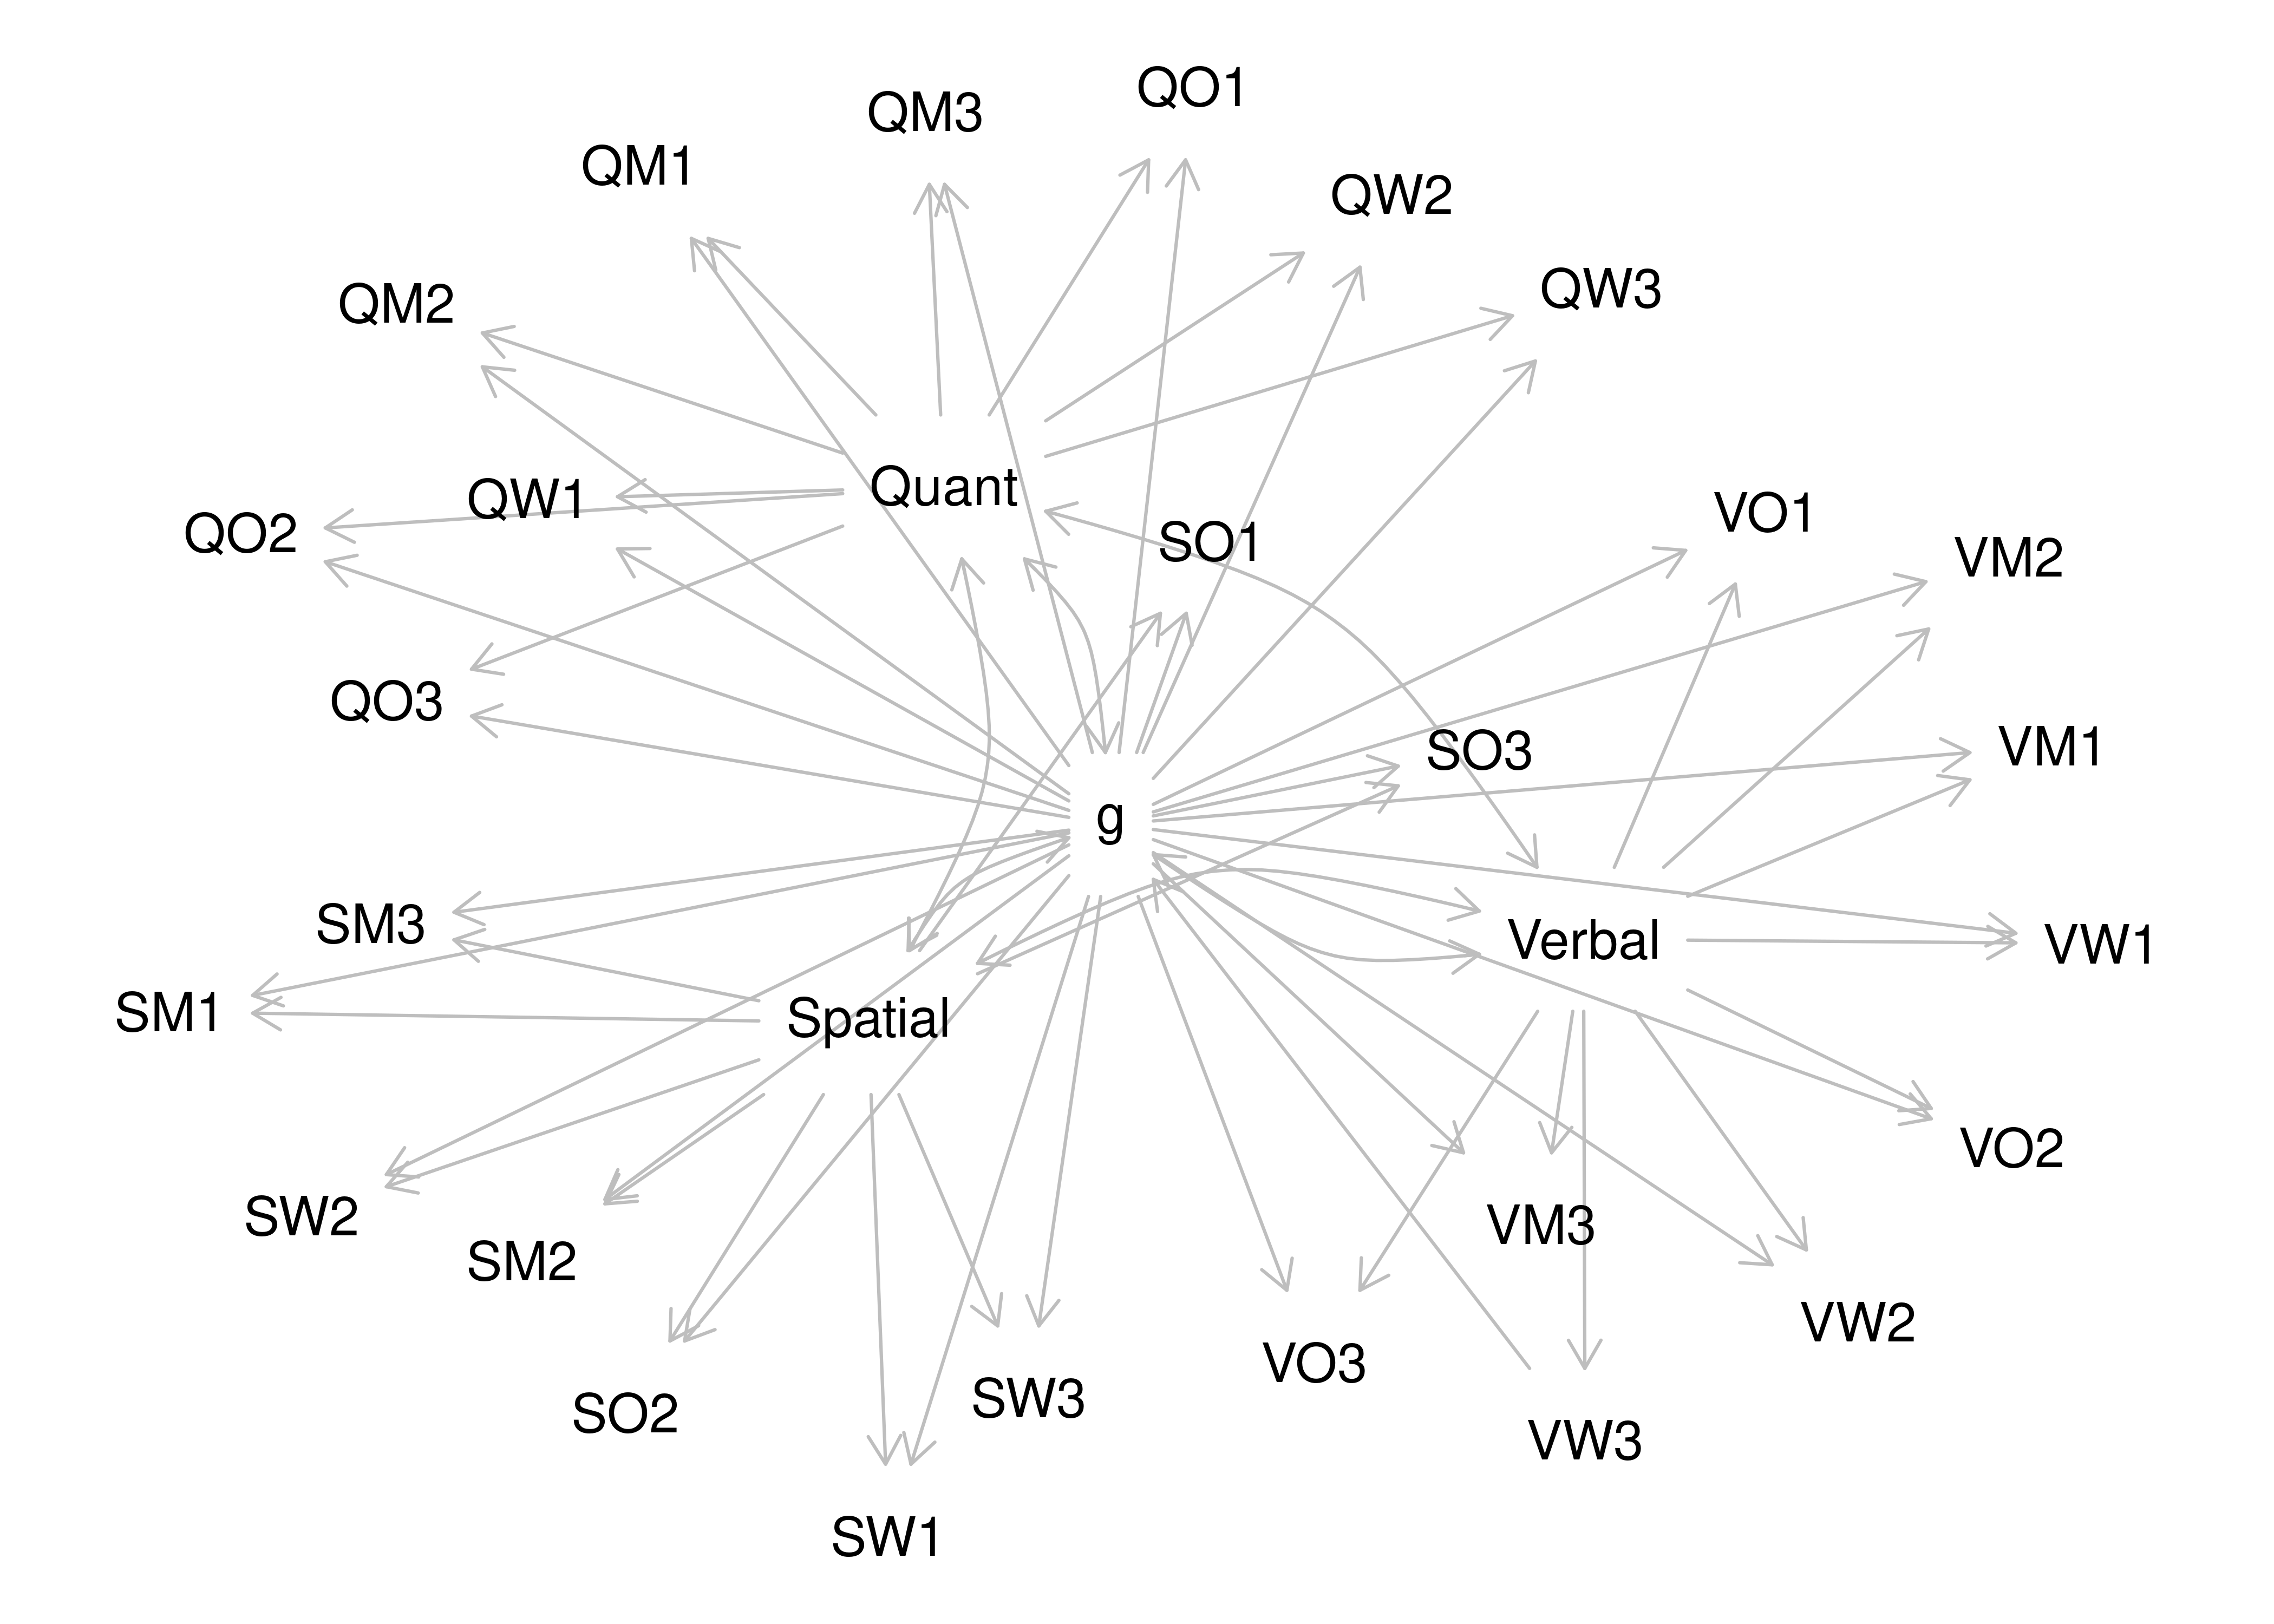 QO1
QM3
QM1
QW2
QW3
QM2
Quant
QW1
VO1
QO2
SO1
VM2
QO3
VM1
SO3
g
SM3
Verbal
VW1
SM1
Spatial
VO2
SW2
VM3
SM2
VW2
VO3
SW3
SO2
VW3
SW1